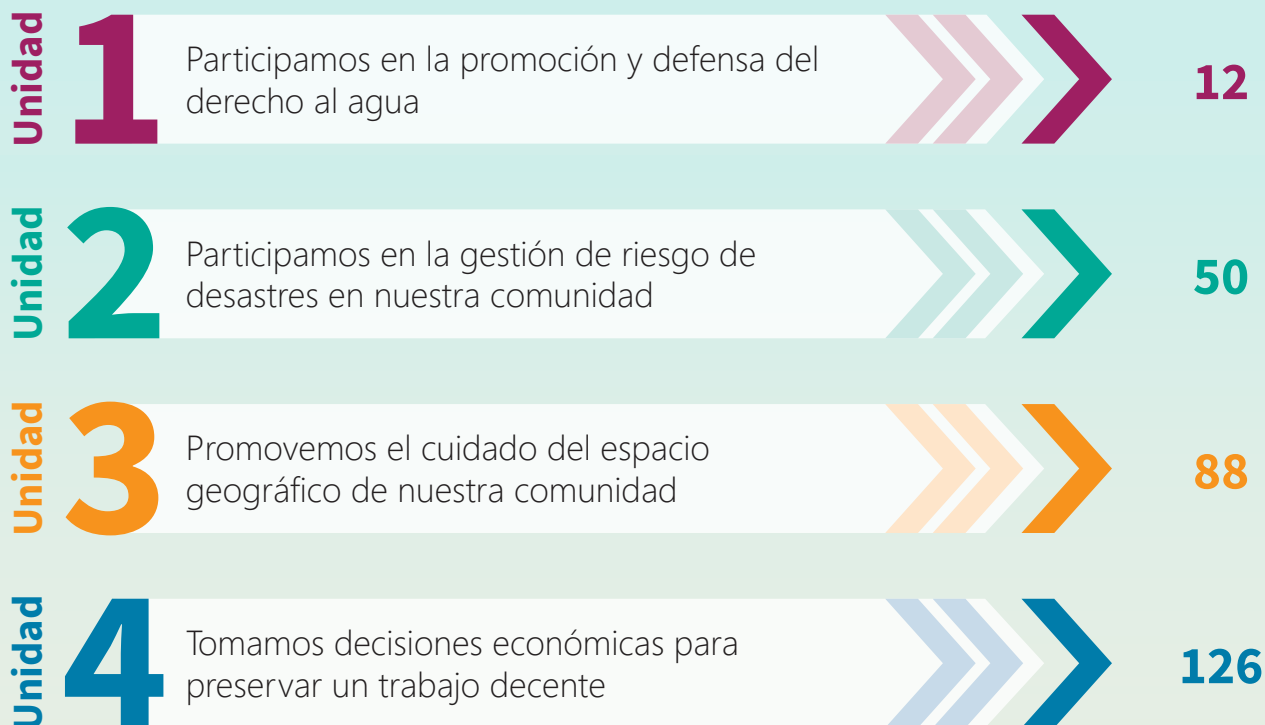 Unidad 1
Participamos en la promoción y defensa del
derecho al agua
12
Unidad 2
Participamos en la gestión de riesgo de
desastres en nuestra comunidad
50
Unidad 3
Promovemos el cuidado del espacio
geográfico de nuestra comunidad
88
Unidad 4
Tomamos decisiones económicas para
preservar un trabajo decente
126